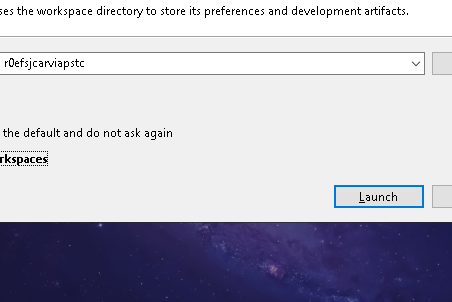 ses the workspace directory to store its preferences and development artifacts.
r0efsjcarviapstc
the default and do not ask again
rkspaces
Launch